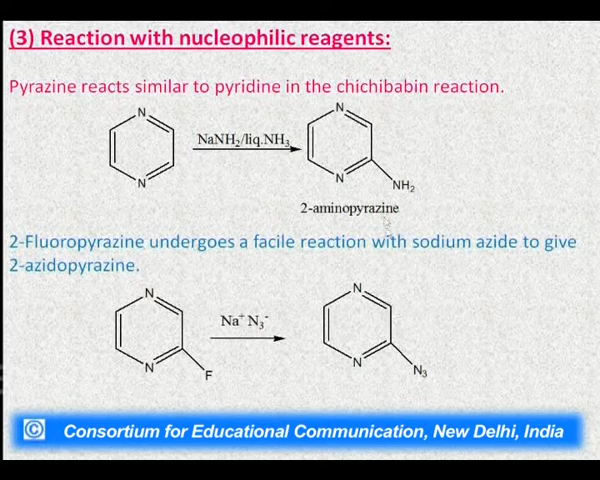 (3) Reaction with nucleophilic reagents:
Pyrazine reacts similar to pyridine in the chichibabin reaction.
N
N
NaNH2/liq.NH3
N
N
NH2
2-aminopyrazine
2-Fluoropyrazine undergoes a facile reaction with sodium azide to give
2-azidopyrazine.
N
N
F
Na+ N3-
N
N
N3
© Consortium for Educational Communication, New Delhi, India